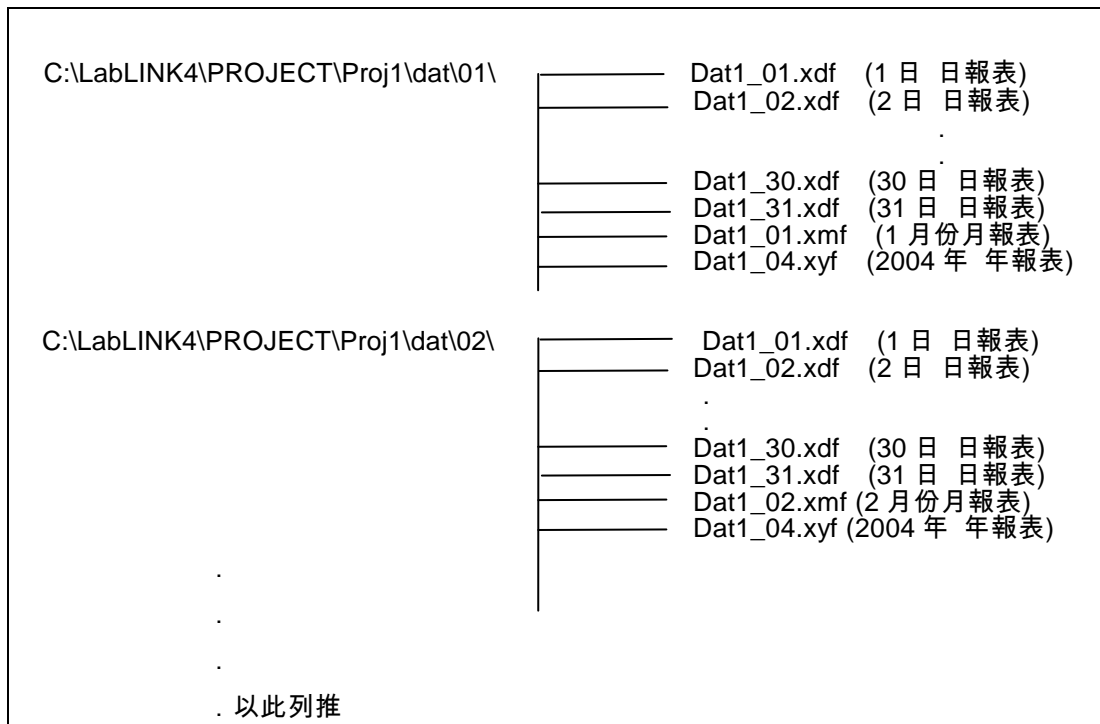 C:\LabLINK4\PROJECT\Proj1\dat\01\ Dat1_01.xdf (1 日 日報表)
Dat1_02.xdf (2 日 日報表)
.
.
Dat1_30.xdf (30 日 日報表)
Dat1_31.xdf (31 日 日報表)
Dat1_01.xmf (1 月份月報表)
Dat1_04.xyf (2004 年 年報表)
C:\LabLINK4\PROJECT\Proj1\dat\02\ Dat1_01.xdf (1 日 日報表)
Dat1_02.xdf (2 日 日報表)
.
.
Dat1_30.xdf (30 日 日報表)
Dat1_31.xdf (31 日 日報表)
Dat1_02.xmf (2 月份月報表)
Dat1_04.xyf (2004 年 年報表)
.
.
.
. 以此列推